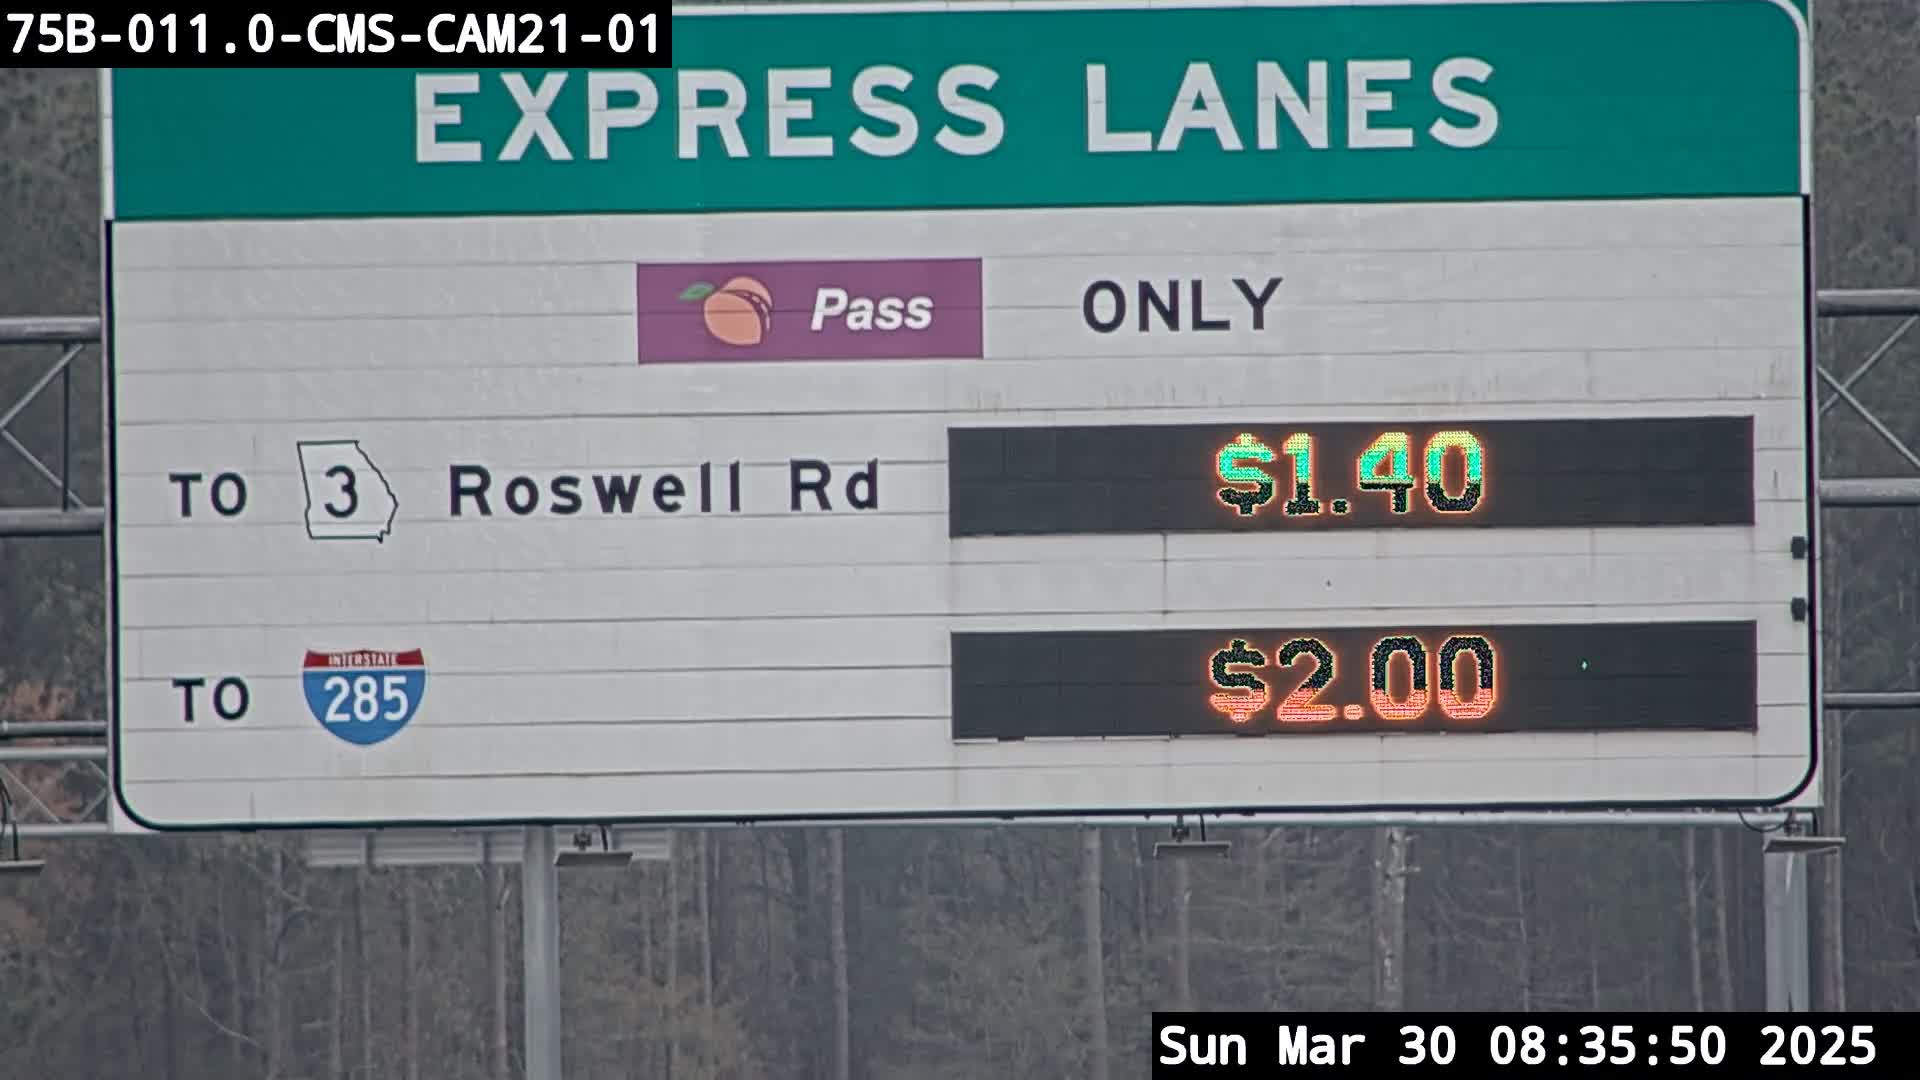 75B-011.0-CMS-CAM21-01
EXPRESS LANES
Pass ONLY
TO 3 Roswell Rd $1.40
INTERSTATE
TO 285 $2.00
Sun Mar 30 08:35:50 2025